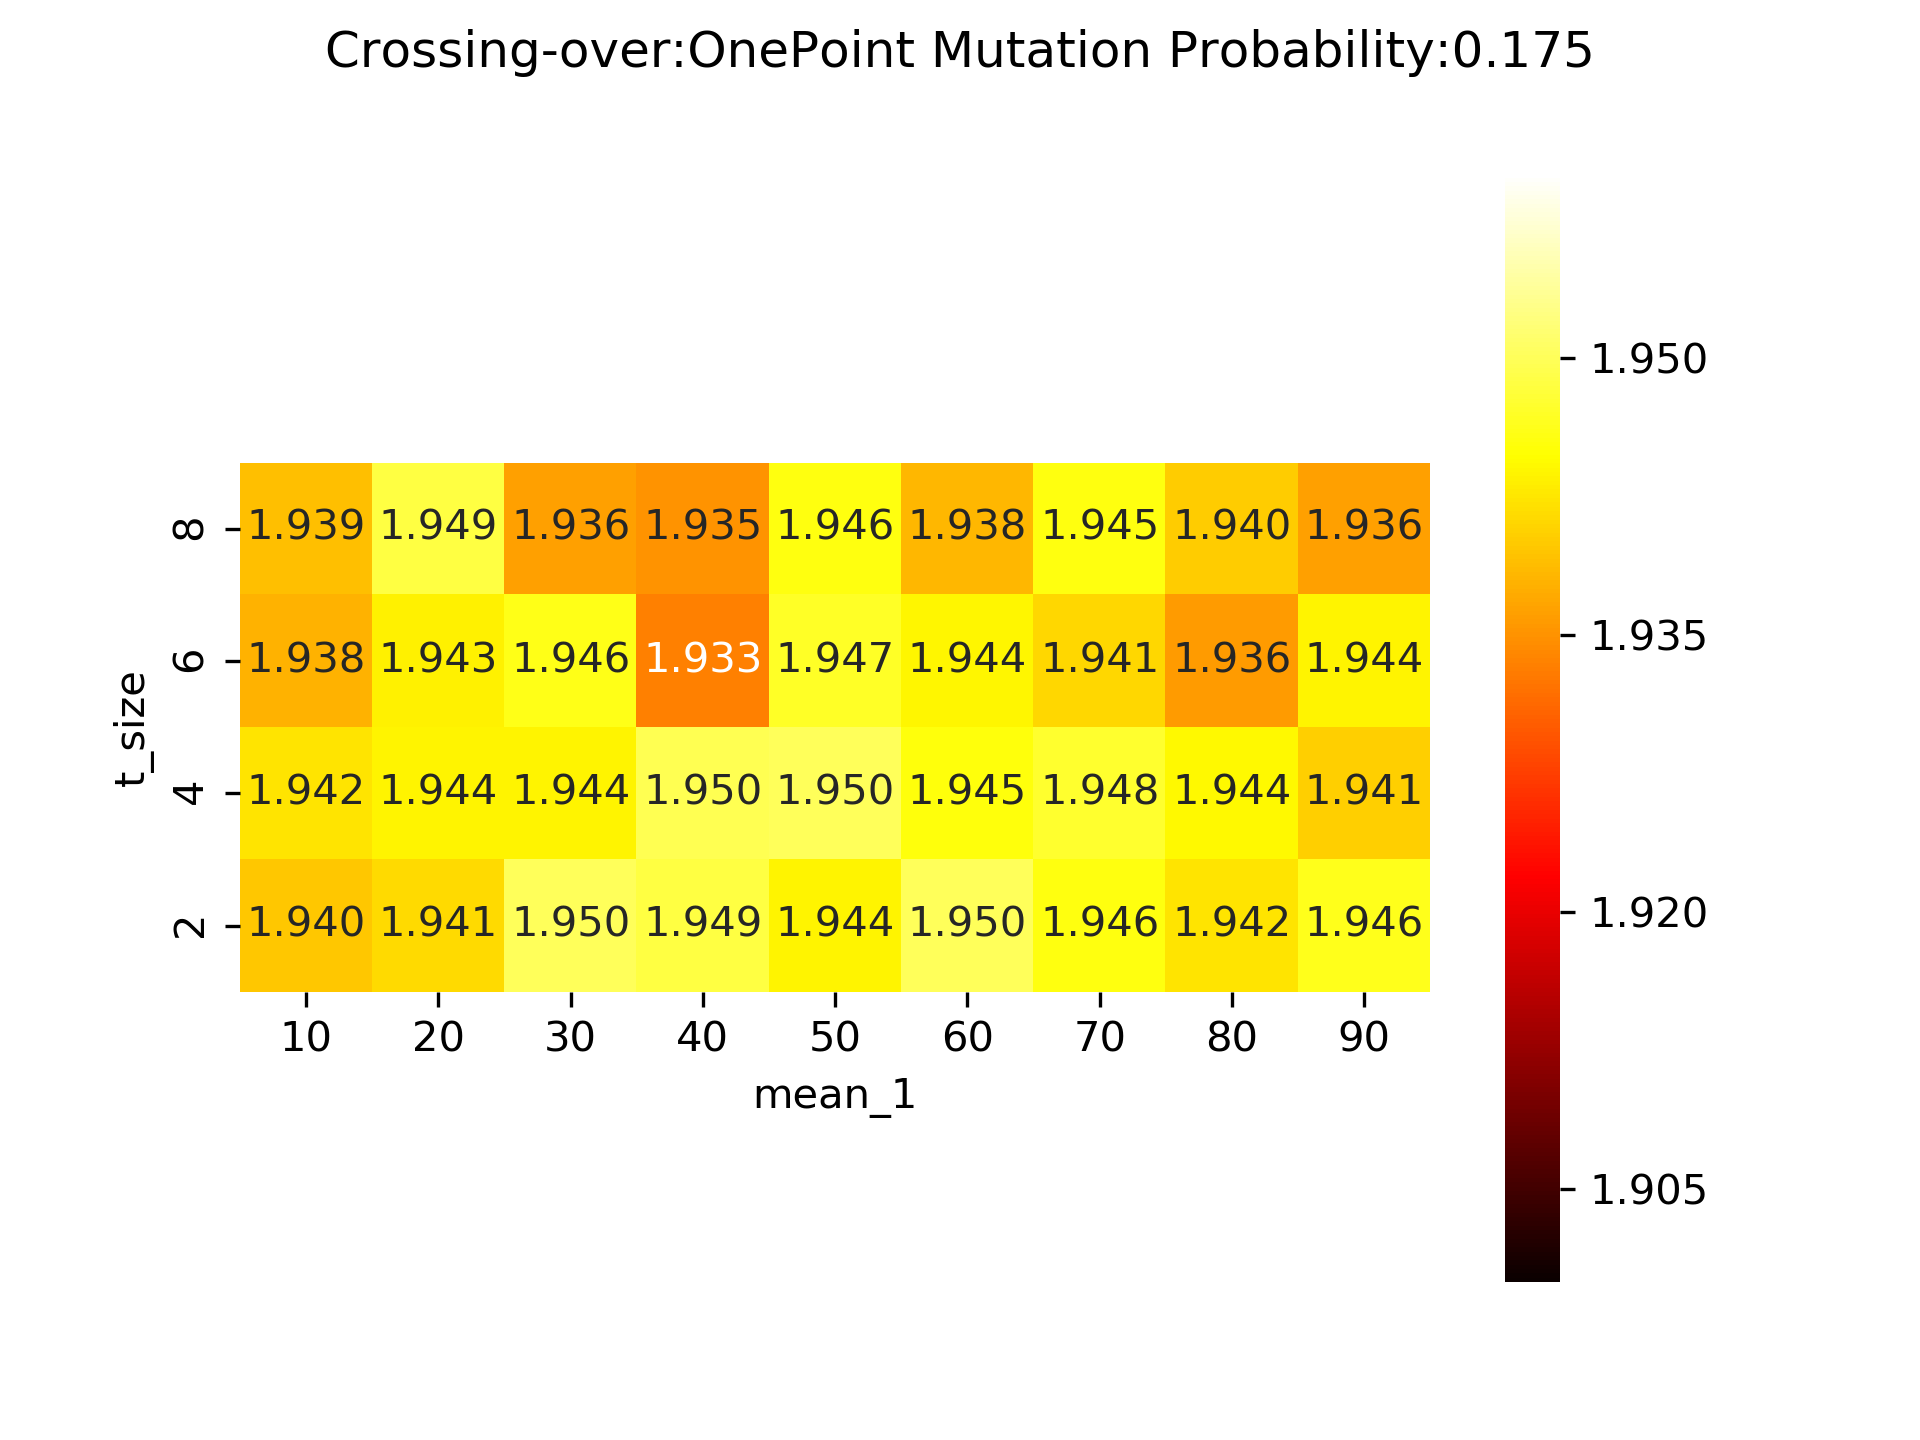 Crossing-over:OnePoint Mutation Probability:0.175
1.950
1.935
1.920
1.905
t_size
8 1.939 1.949 1.936 1.935 1.946 1.938 1.945 1.940 1.936
6 1.938 1.943 1.946 1.933 1.947 1.944 1.941 1.936 1.944
4 1.942 1.944 1.944 1.950 1.950 1.945 1.948 1.944 1.941
2 1.940 1.941 1.950 1.949 1.944 1.950 1.946 1.942 1.946
10 20 30 40 50 60 70 80 90
mean_1